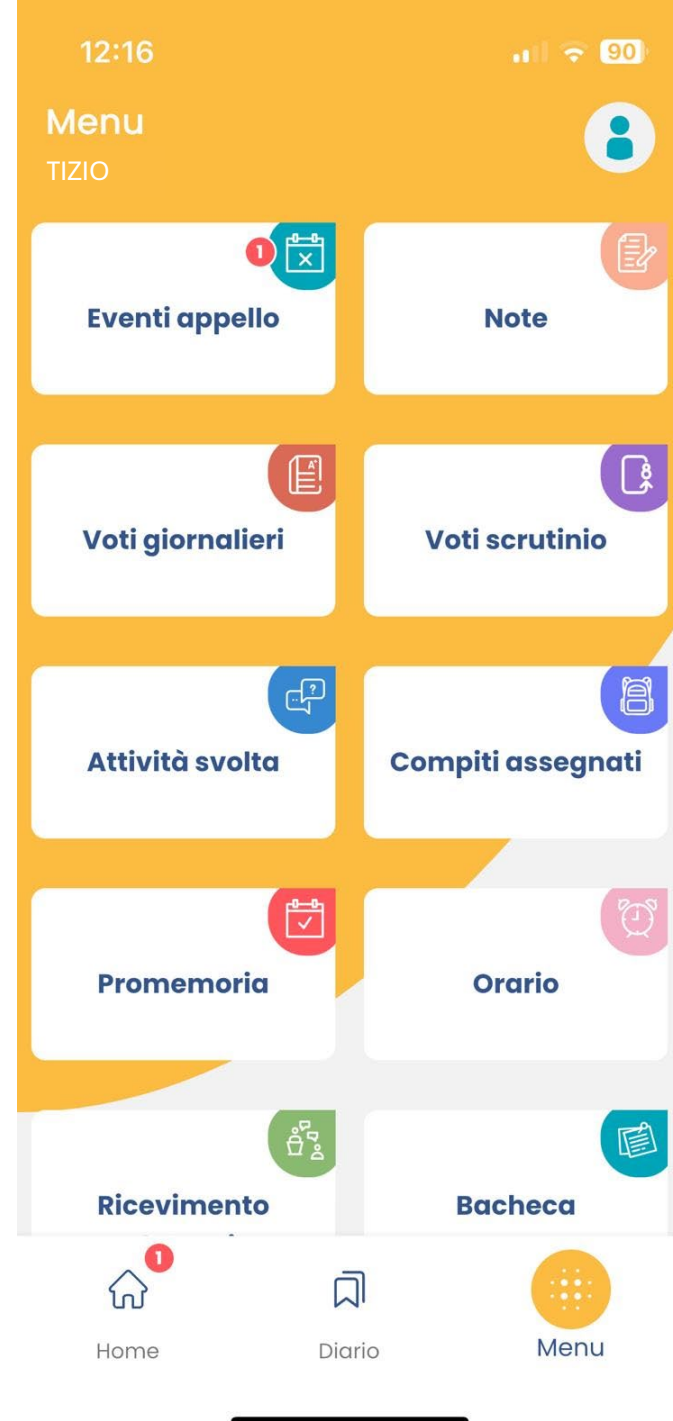 12:16
90
Menu
TIZIO
1
Eventi appello
Note
A+
Voti giornalieri
8
Voti scrutinio
?
Attività svolta
Compiti assegnati
Promemoria
Orario
Ricevimento
Bacheca
1
Home
Diario
Menu